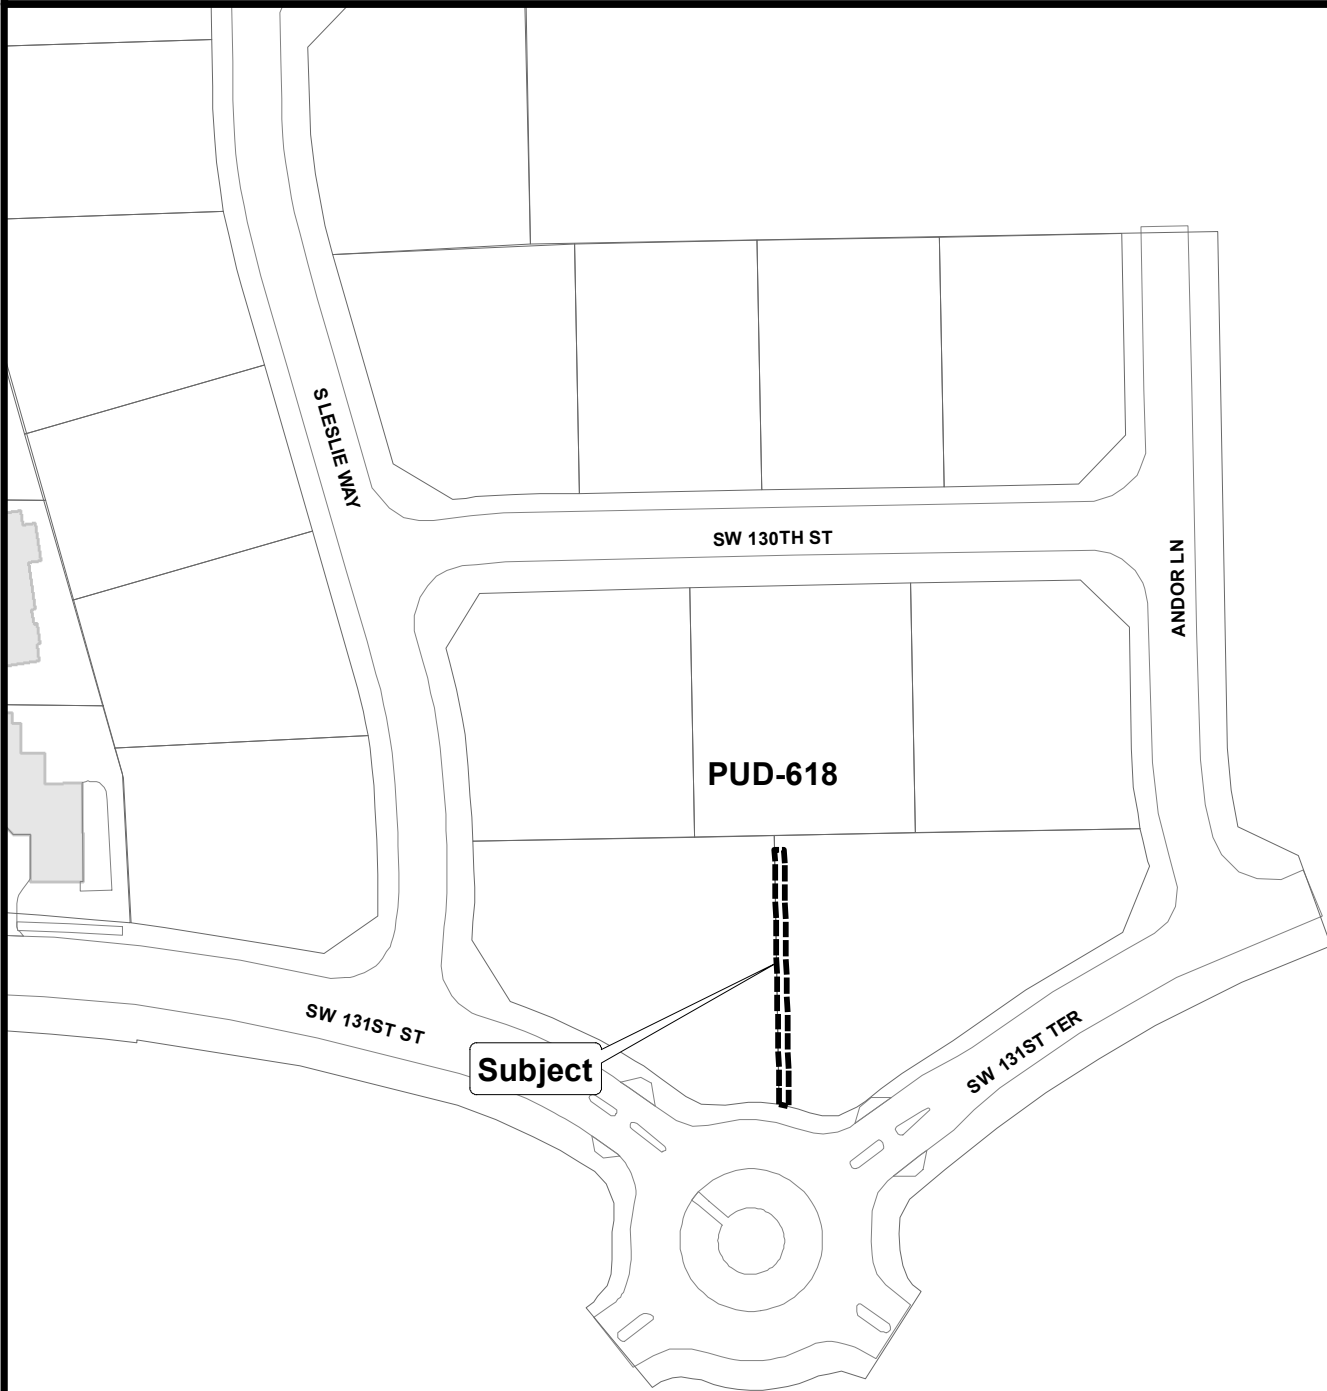 S LESLIE WAY
SW 130TH ST
ANDOR LN
PUD-618
SW 131ST ST
Subject
SW 131ST TER